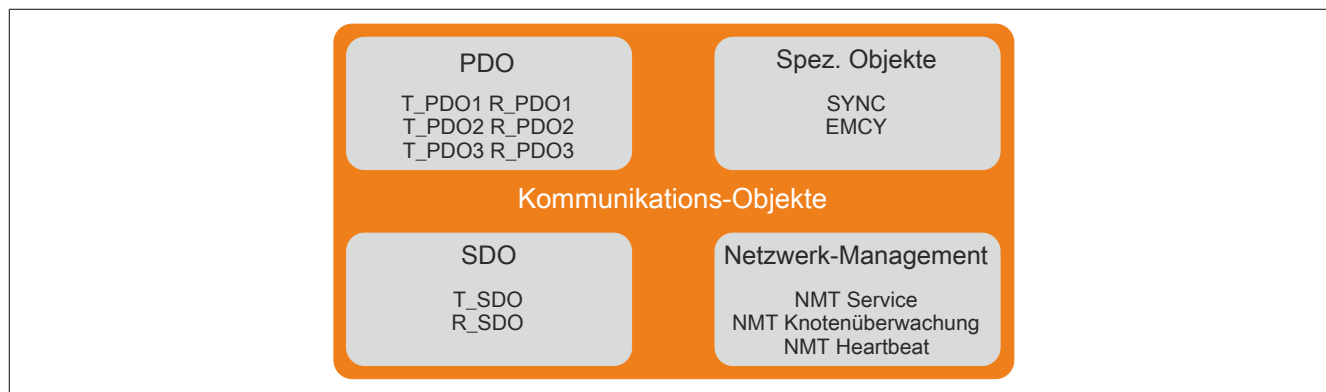 PDO
T_PDO1 R_PDO1
T_PDO2 R_PDO2
T_PDO3 R_PDO3
Spez. Objekte
SYNC
EMCY
Kommunikations-Objekte
SDO
T_SDO
R_SDO
Netzwerk-Management
NMT Service
NMT Knotenüberwachung
NMT Heartbeat